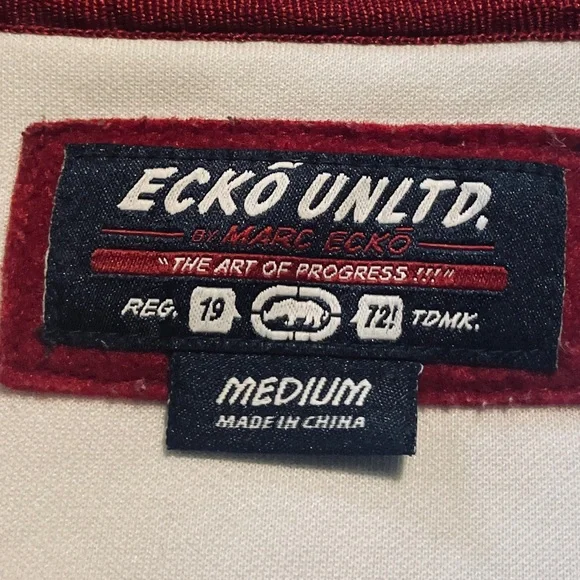 ECKŌ UNLTD.
BY MARC ECKŌ
"THE ART OF PROGRESS !!!"
REG. 19 72! TDMK.
MEDIUM
MADE IN CHINA